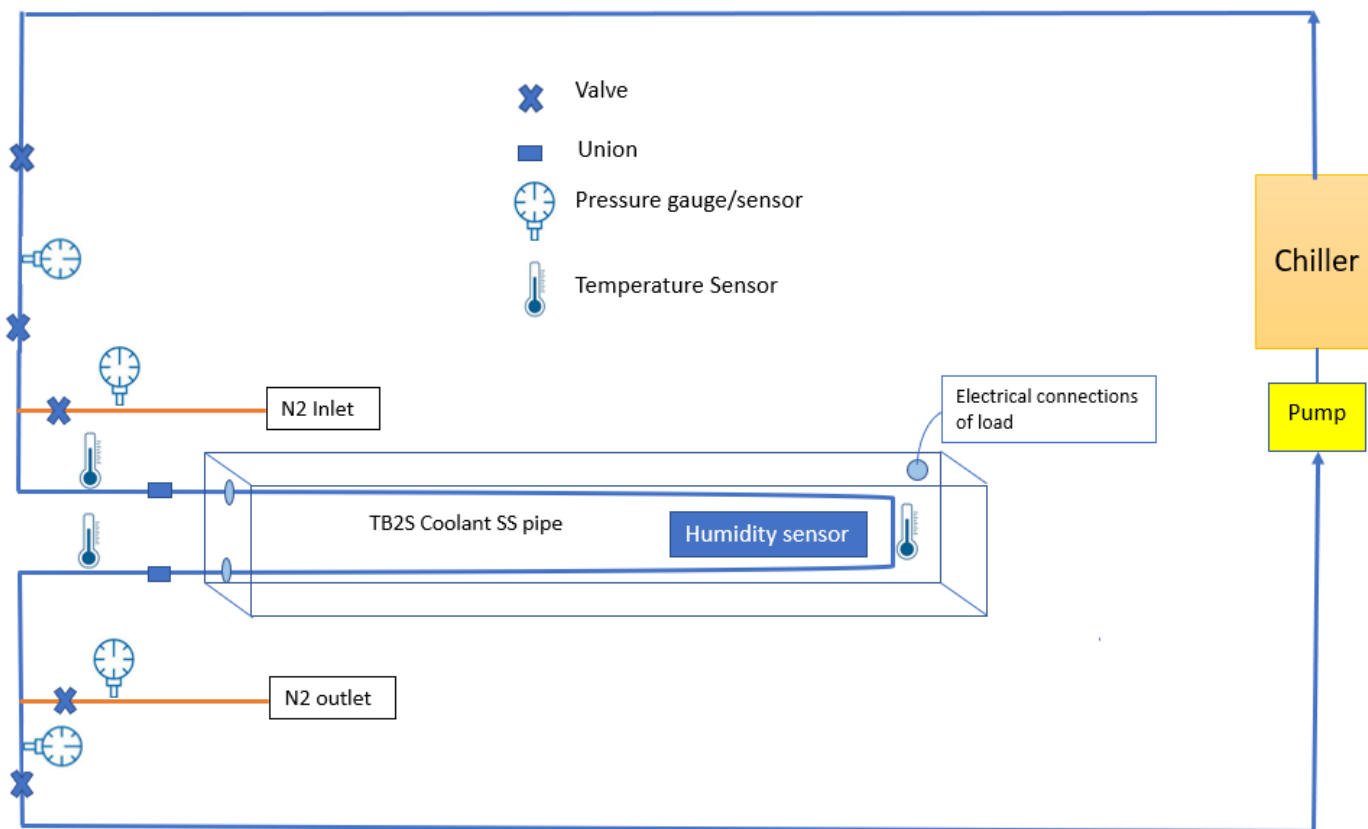 Valve
Union
Pressure gauge/sensor
Temperature Sensor
Chiller
Electrical connections
of load
Pump
N2 Inlet
TB2S Coolant SS pipe
Humidity sensor
N2 outlet